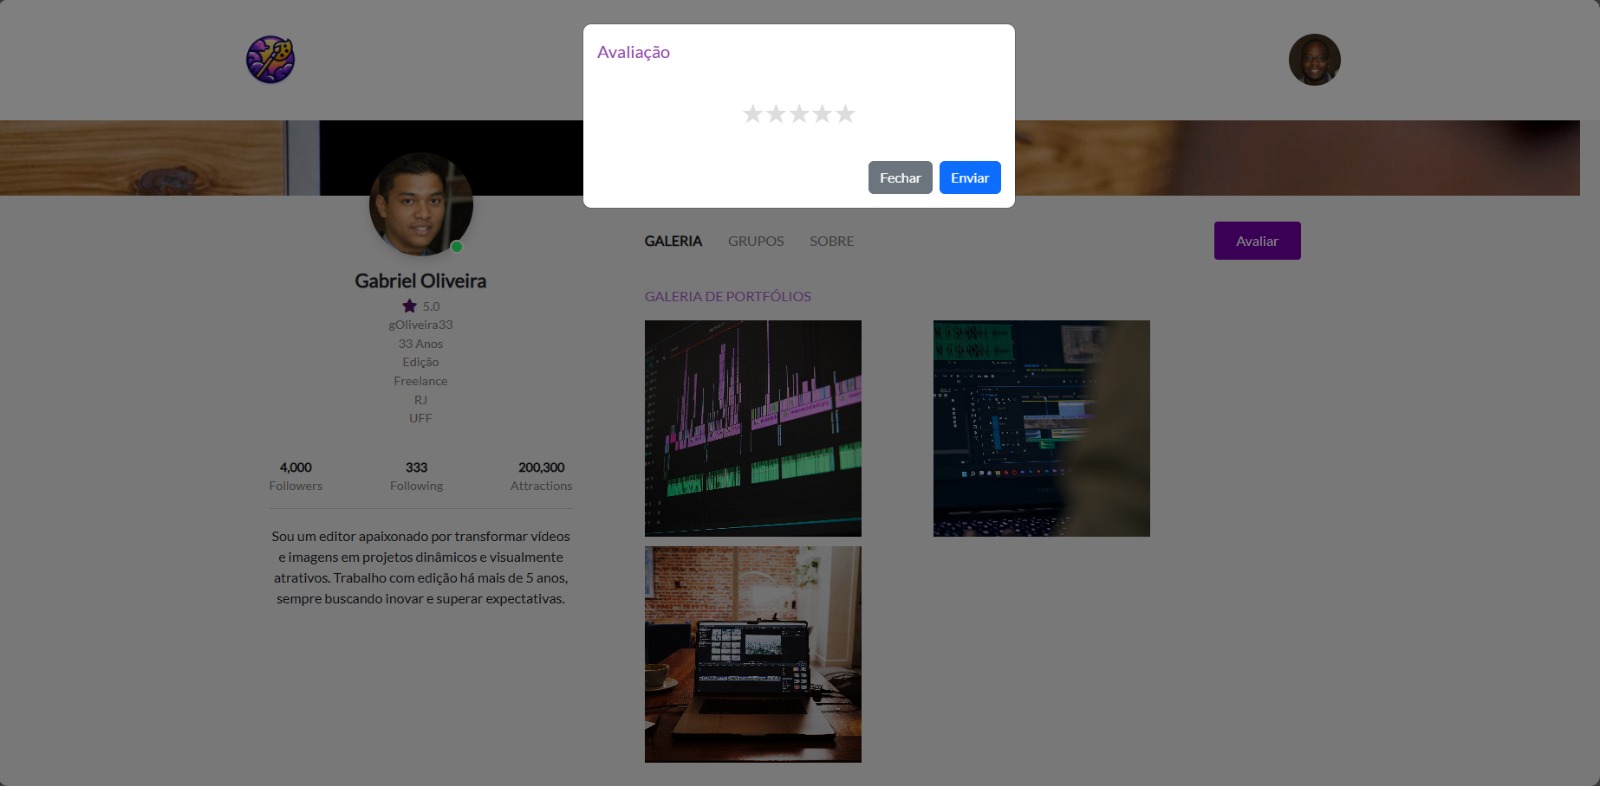 Avaliação
Fechar
Enviar
Gabriel Oliveira
5.0
gOliveira33
33 Anos
Edição
Freelance
RJ
UFF
4,000
Followers
333
Following
200,300
Attractions
Sou um editor apaixonado por transformar vídeos
e imagens em projetos dinâmicos e visualmente
atrativos. Trabalho com edição há mais de 5 anos,
sempre buscando inovar e superar expectativas.
GALERIA
GRUPOS
SOBRE
Avaliar
GALERIA DE PORTFÓLIOS